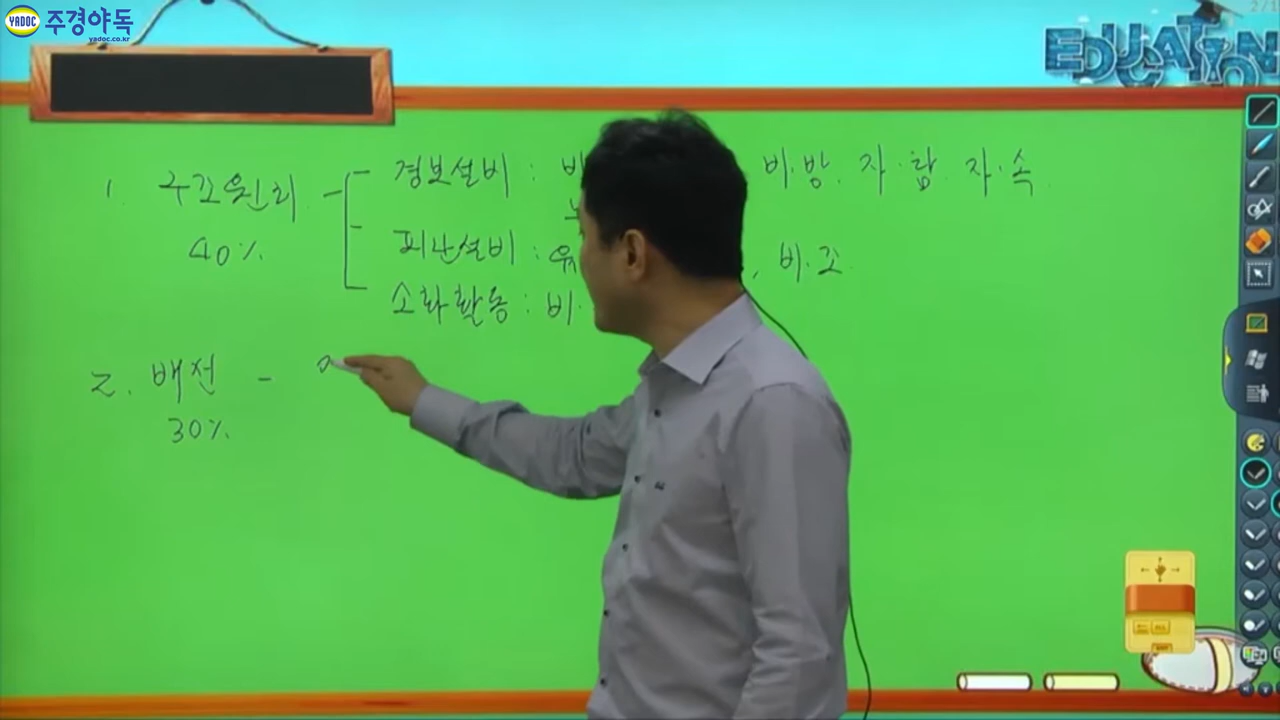 YADOC 주경야독
yadoc.co.kr
EDUCATION
1. 구조원리 - 경보설비 : 비 비·방. 자·탐. 자·속
40% 피난설비 : 유 , 비·조
소화활동 : 비·
2. 배전 -
30%